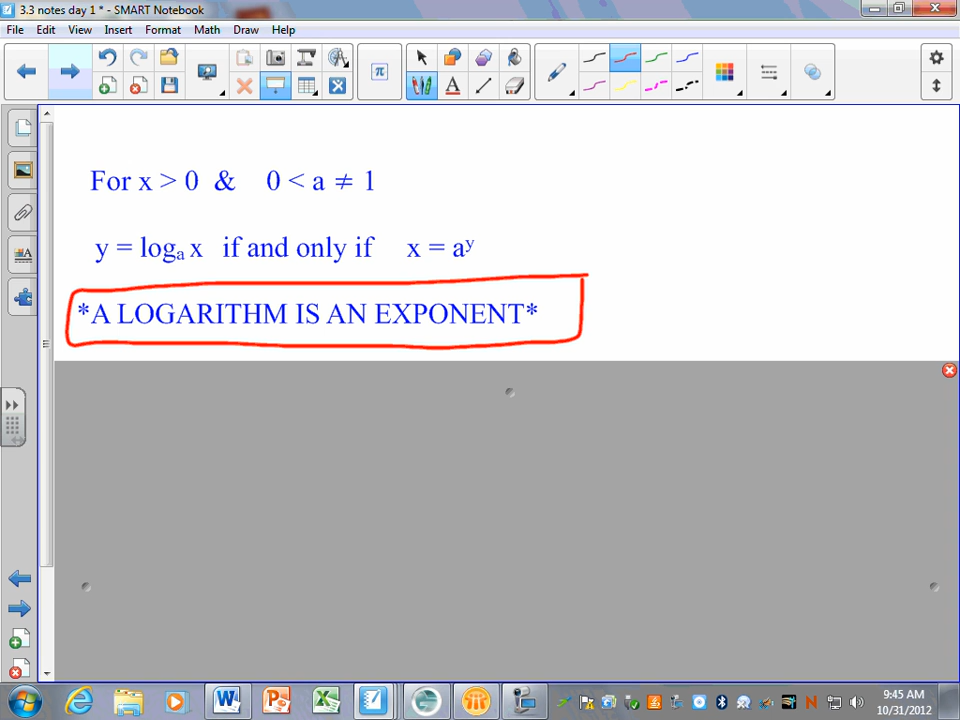 3.3 notes day 1 * - SMART Notebook
File Edit View Insert Format Math Draw Help
For x > 0 & 0 < a ≠ 1
y = logₐ x if and only if x = aʸ
*A LOGARITHM IS AN EXPONENT*
9:45 AM
10/31/2012